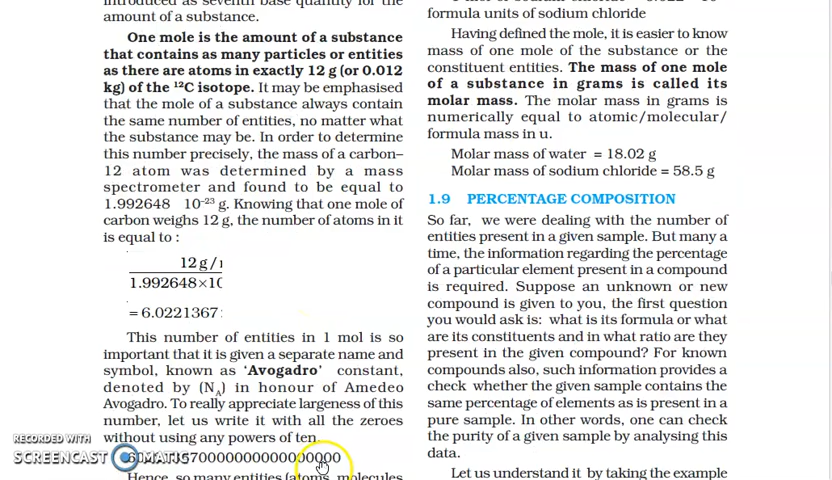 introduced as seventh base quantity for the
amount of a substance.
One mole is the amount of a substance
that contains as many particles or entities
as there are atoms in exactly 12 g (or 0.012
kg) of the ¹²C isotope. It may be emphasised
that the mole of a substance always contain
the same number of entities, no matter what
the substance may be. In order to determine
this number precisely, the mass of a carbon–
12 atom was determined by a mass
spectrometer and found to be equal to
1.992648 10⁻²³ g. Knowing that one mole of
carbon weighs 12 g, the number of atoms in it
is equal to :
12 g /
1.992648×10
= 6.0221367
This number of entities in 1 mol is so
important that it is given a separate name and
symbol, known as 'Avogadro' constant,
denoted by (N_A) in honour of Amedeo
Avogadro. To really appreciate largeness of this
number, let us write it with all the zeroes
without using any powers of ten.
Hence, so many entities (atoms, molecules
formula units of sodium chloride
Having defined the mole, it is easier to know
mass of one mole of the substance or the
constituent entities. The mass of one mole
of a substance in grams is called its
molar mass. The molar mass in grams is
numerically equal to atomic/molecular/
formula mass in u.
Molar mass of water = 18.02 g
Molar mass of sodium chloride = 58.5 g
1.9 PERCENTAGE COMPOSITION
So far, we were dealing with the number of
entities present in a given sample. But many a
time, the information regarding the percentage
of a particular element present in a compound
is required. Suppose an unknown or new
compound is given to you, the first question
you would ask is: what is its formula or what
are its constituents and in what ratio are they
present in the given compound? For known
compounds also, such information provides a
check whether the given sample contains the
same percentage of elements as is present in a
pure sample. In other words, one can check
the purity of a given sample by analysing this
data.
Let us understand it by taking the example
RECORDED WITH
SCREENCAST MATIC